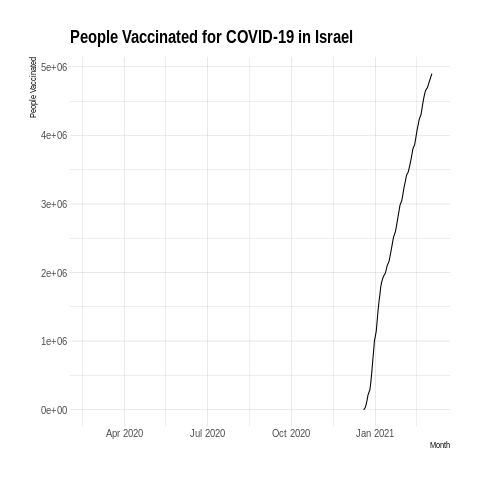 People Vaccinated for COVID-19 in Israel
People Vaccinated
5e+06
4e+06
3e+06
2e+06
1e+06
0e+00
Apr 2020
Jul 2020
Oct 2020
Jan 2021
Month